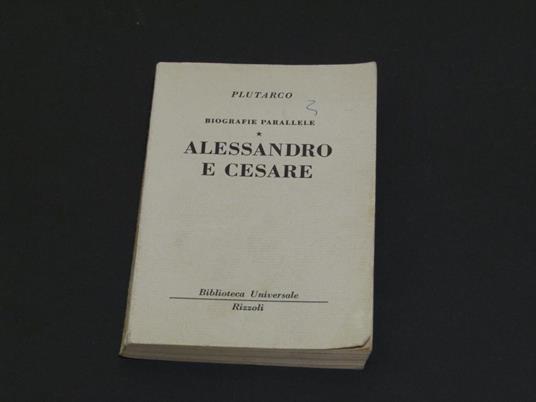 PLUTARCO
BIOGRAFIE PARALLELE
★
ALESSANDRO
E CESARE
Biblioteca Universale
Rizzoli